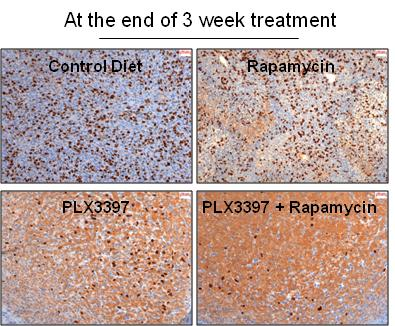 At the end of 3 week treatment
Control Diet
Rapamycin
PLX3397
PLX3397 + Rapamycin